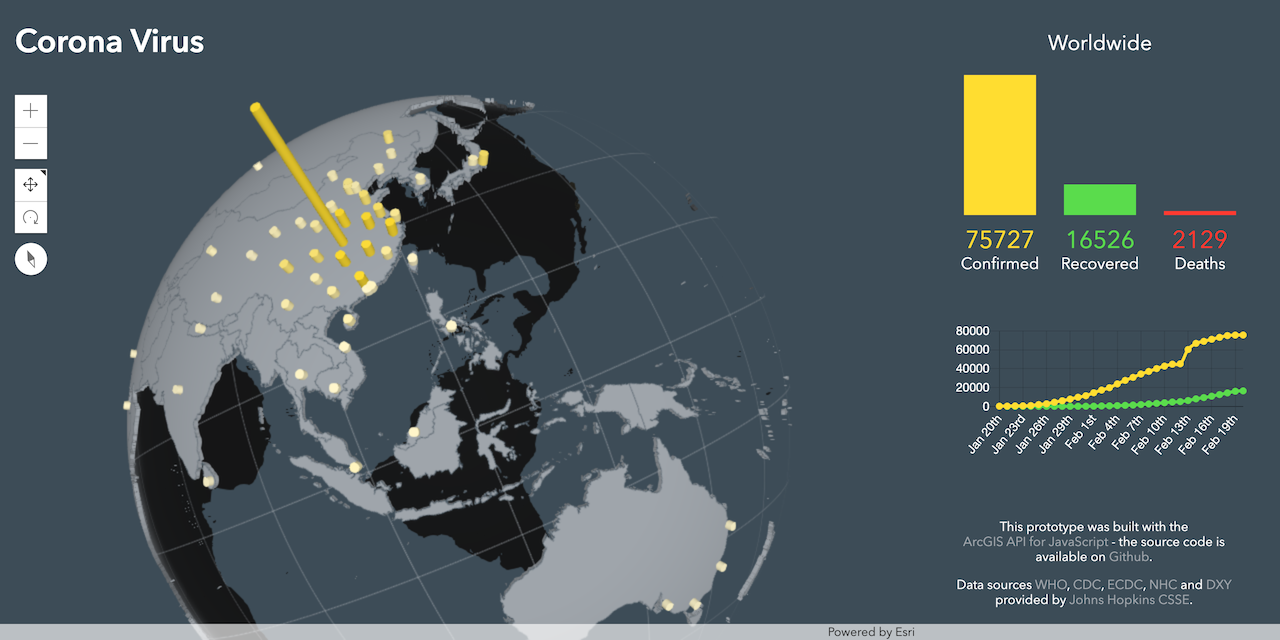 Corona Virus
Worldwide
75727
Confirmed
16526
Recovered
2129
Deaths
80000
60000
40000
20000
0
Jan 20th
Jan 23rd
Jan 26th
Jan 29th
Feb 1st
Feb 4th
Feb 7th
Feb 10th
Feb 13th
Feb 16th
Feb 19th
This prototype was built with the
ArcGIS API for JavaScript - the source code is
available on Github.
Data sources WHO, CDC, ECDC, NHC and DXY
provided by Johns Hopkins CSSE.
Powered by Esri